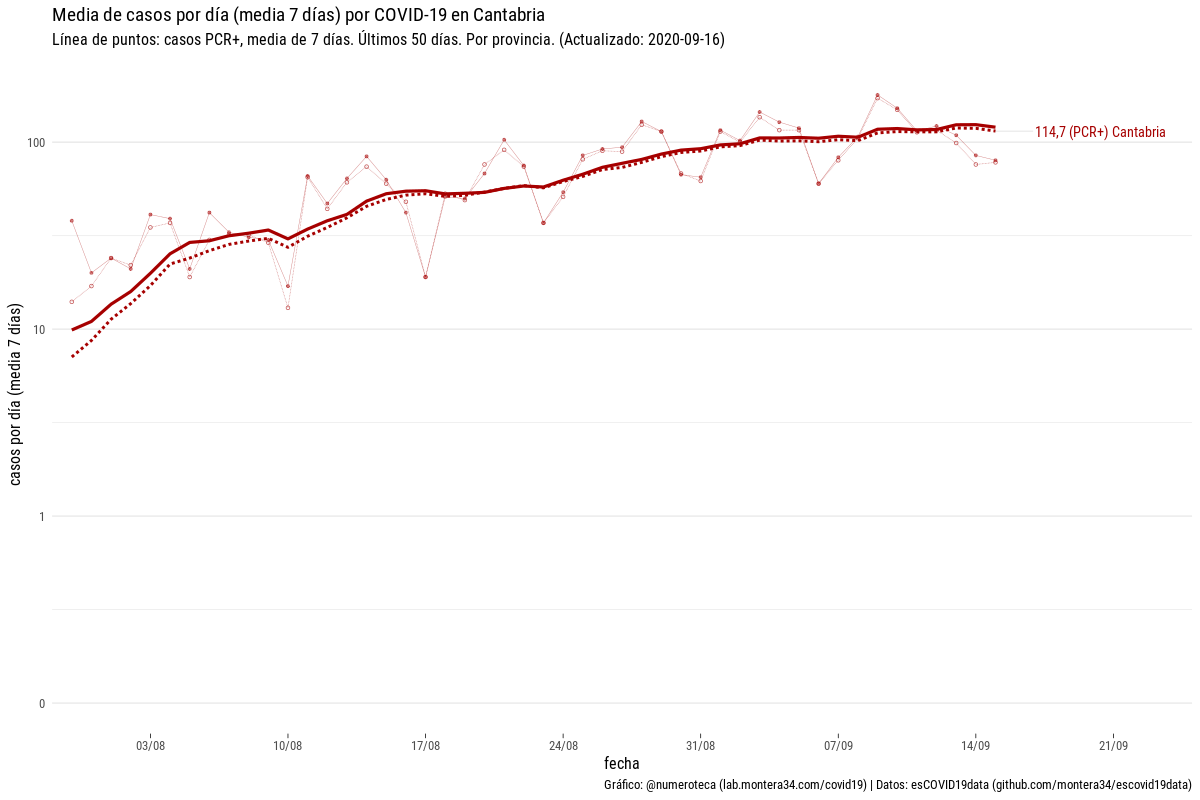 Media de casos por día (media 7 días) por COVID-19 en Cantabria
Línea de puntos: casos PCR+, media de 7 días. Últimos 50 días. Por provincia. (Actualizado: 2020-09-16)
casos por día (media 7 días)
100
10
1
0
114,7 (PCR+) Cantabria
03/08
10/08
17/08
24/08
31/08
07/09
14/09
21/09
fecha
Gráfico: @numeroteca (lab.montera34.com/covid19) | Datos: esCOVID19data (github.com/montera34/escovid19data)